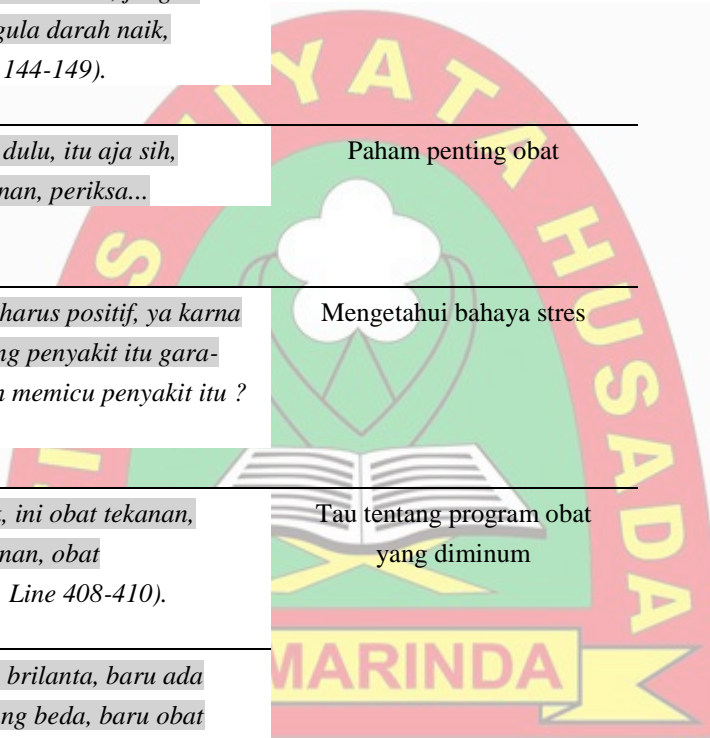 gula darah naik,
144-149).
dulu, itu aja sih,
Paham penting obat
nan, periksa...
harus positif, ya karna
Mengetahui bahaya stres
ng penyakit itu gara-
n memicu penyakit itu ?
, ini obat tekanan,
Tau tentang program obat
nan, obat
yang diminum
Line 408-410).
brilanta, baru ada
ng beda, baru obat
S WIYATA HUSADA
MARINDA